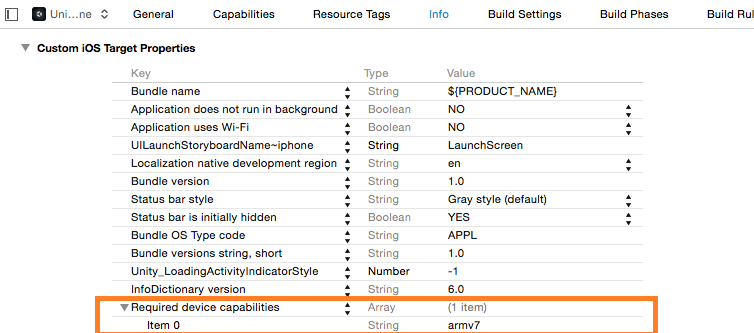 Uni...ne General Capabilities Resource Tags Info Build Settings Build Phases Build Rul
Custom iOS Target Properties
Key Type Value
Bundle name String ${PRODUCT_NAME}
Application does not run in background Boolean NO
Application uses Wi-Fi Boolean NO
UILaunchStoryboardName~iphone String LaunchScreen
Localization native development region String en
Bundle version String 1.0
Status bar style String Gray style (default)
Status bar is initially hidden Boolean YES
Bundle OS Type code String APPL
Bundle versions string, short String 1.0
Unity_LoadingActivityIndicatorStyle Number -1
InfoDictionary version String 6.0
Required device capabilities Array (1 item)
Item 0 String armv7